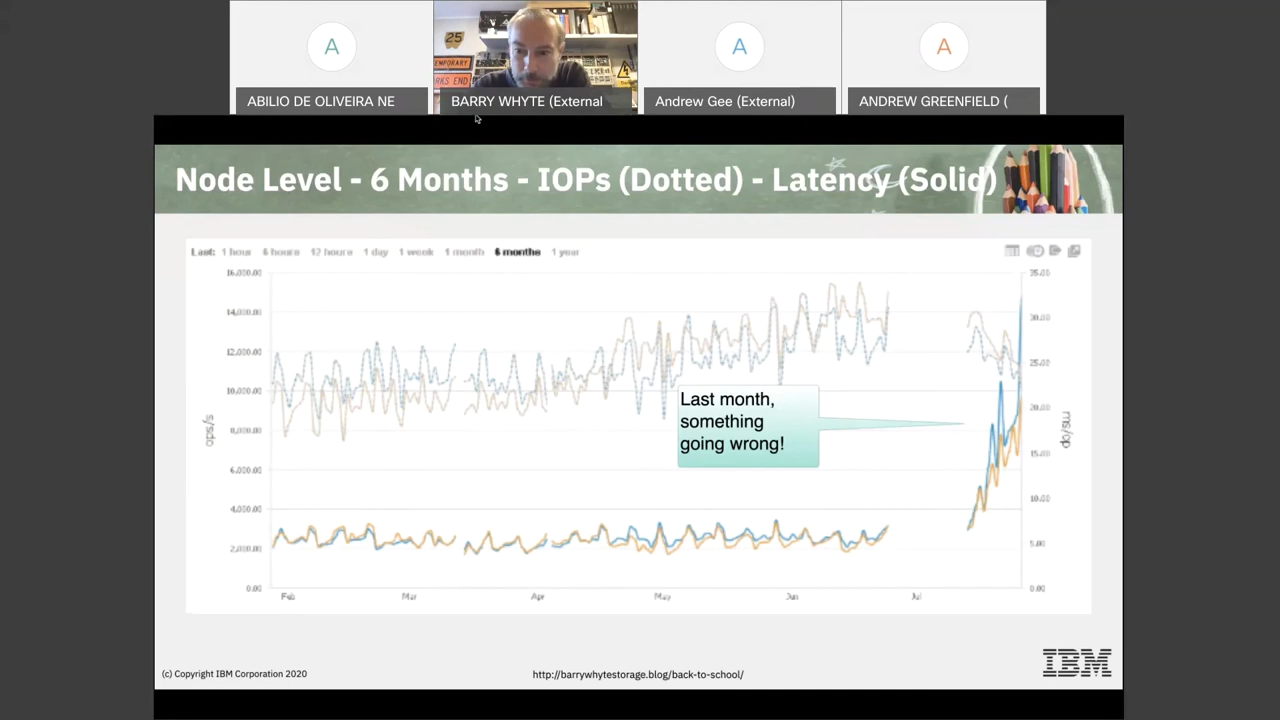 A
A
A
25
TEMPORARY
RKS END
ABILIO DE OLIVEIRA NE
BARRY WHYTE (External
Andrew Gee (External)
ANDREW GREENFIELD (
Node Level - 6 Months - IOPs (Dotted) - Latency (Solid)
Last: 1 hour 6 hours 12 hours 1 day 1 week 1 month 6 months 1 year
16,000.00
14,000.00
12,000.00
10,000.00
8,000.00
6,000.00
4,000.00
2,000.00
0.00
ops/s
35.00
30.00
25.00
20.00
15.00
10.00
5.00
0.00
ms/op
Last month,
something
going wrong!
Feb Mar Apr May Jun Jul
(c) Copyright IBM Corporation 2020
http://barrywhytestorage.blog/back-to-school/
IBM